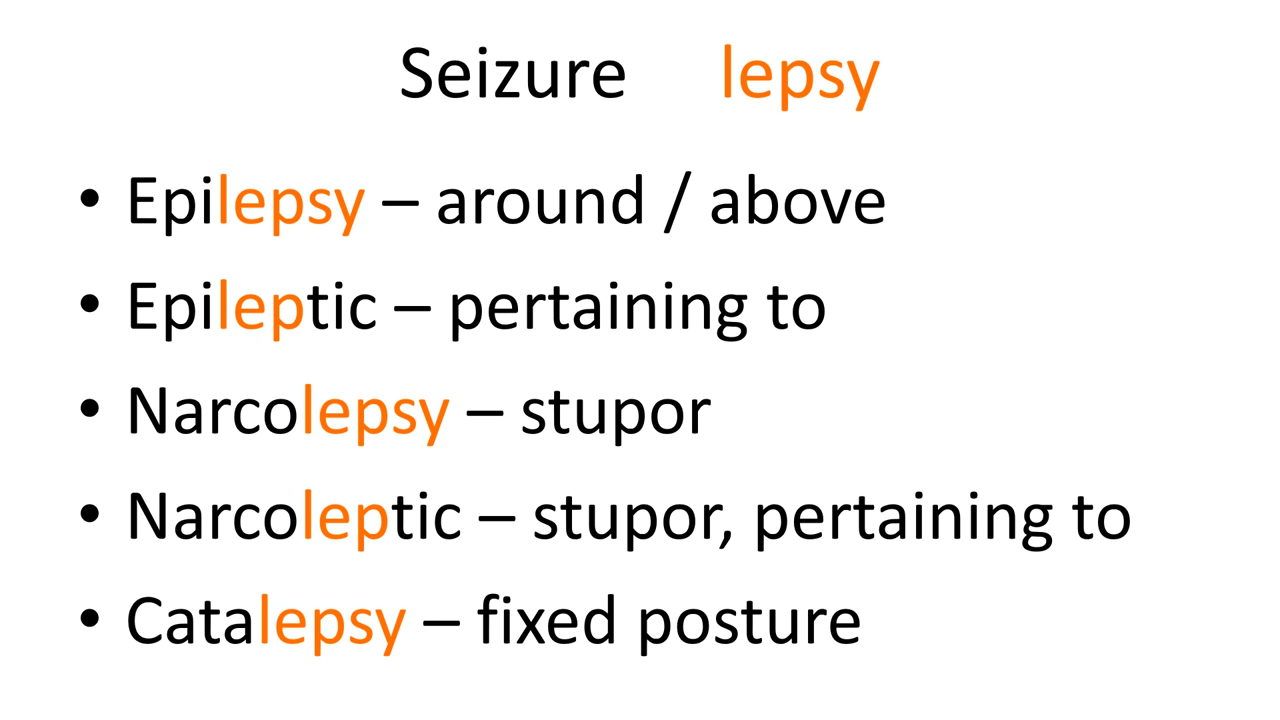 Seizure lepsy
• Epilepsy – around / above
• Epileptic – pertaining to
• Narcolepsy – stupor
• Narcoleptic – stupor, pertaining to
• Catalepsy – fixed posture